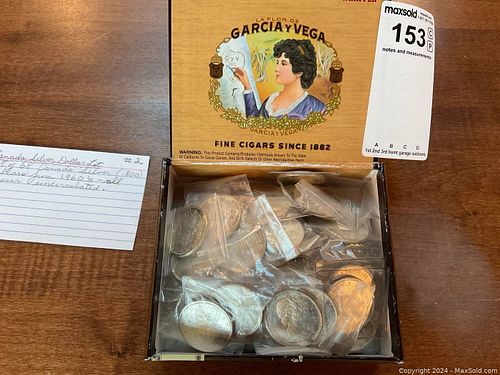 LA FLOR DE
GARCIA Y VEGA
GARCIA Y VEGA
FINE CIGARS SINCE 1882
WARNING: This Product Contains/Produces Chemicals Known To The State
Of California To Cause Cancer, And Birth Defects Or Other Reproductive Harm.
maxsold
153
notes and measurements
A B C D
1st 2nd 3rd bsmt garage outdoors
Canada Silver Dollar Lot #2
Canada Silver (.800)
from 1960's all
Uncirculated.
Copyright 2024 - MaxSold.com